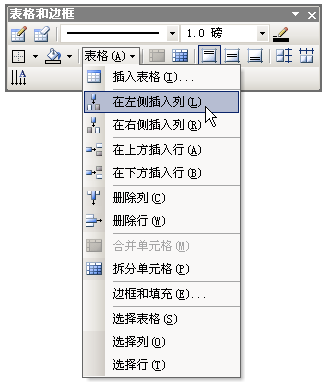 表格和边框
1.0 磅
表格(A)
插入表格(I)...
在左侧插入列(L)
在右侧插入列(R)
在上方插入行(A)
在下方插入行(B)
删除列(C)
删除行(W)
合并单元格(M)
拆分单元格(P)
边框和填充(E)...
选择表格(S)
选择列(O)
选择行(T)